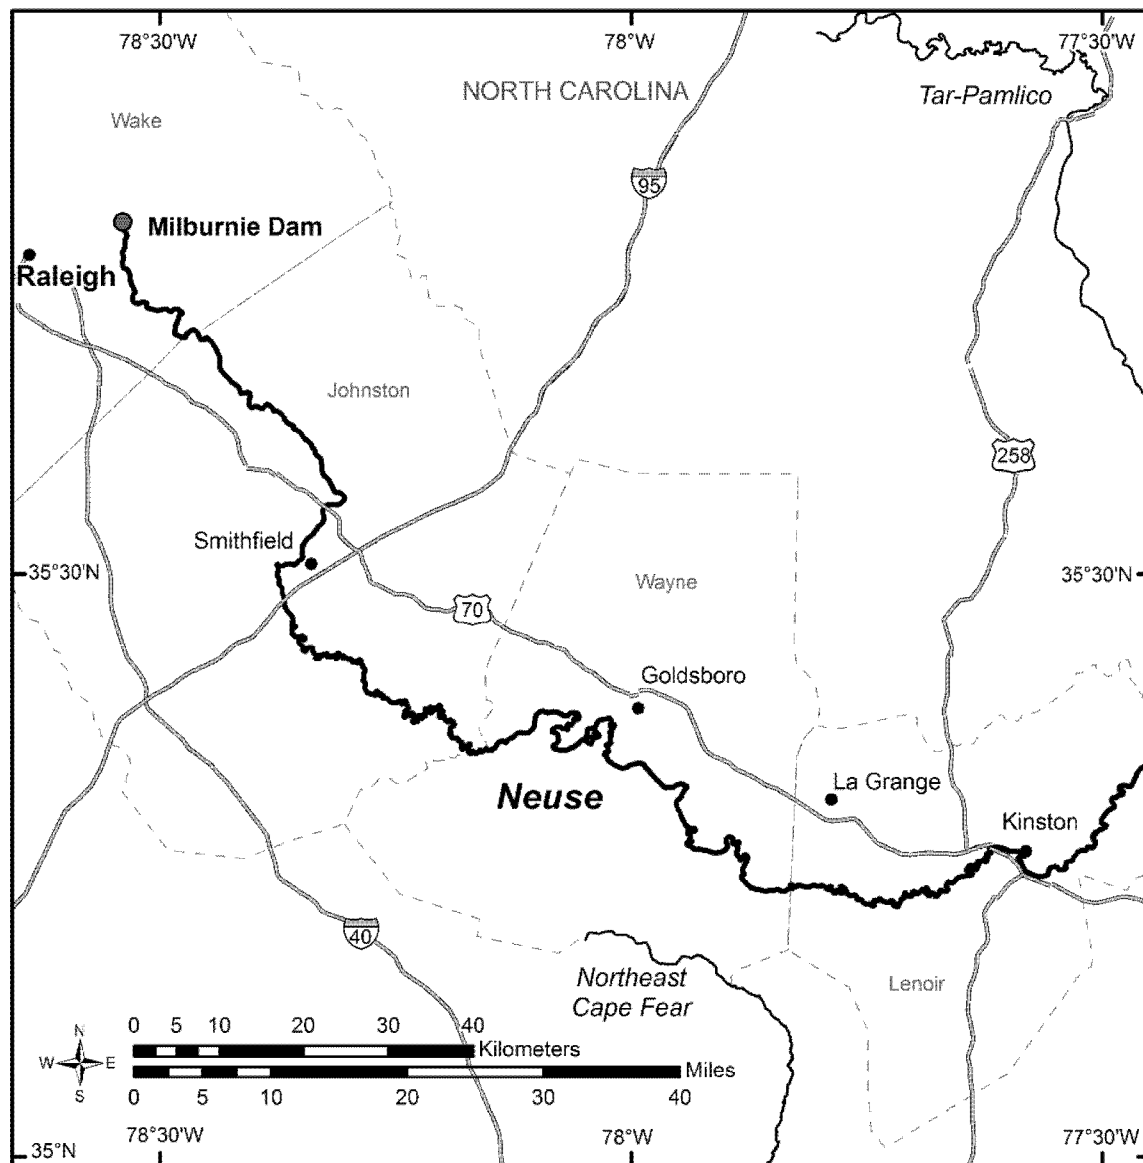 78°30'W
78°W
77°30'W
NORTH CAROLINA
Tar-Pamlico
Wake
95
Milburnie Dam
Raleigh
Johnston
258
Smithfield
35°30'N
35°30'N
Wayne
70
Goldsboro
La Grange
Neuse
Kinston
40
Northeast
Cape Fear
Lenoir
N
W E
S
0 5 10 20 30 40
Kilometers
Miles
0 5 10 20 30 40
78°30'W
78°W
77°30'W
35°N